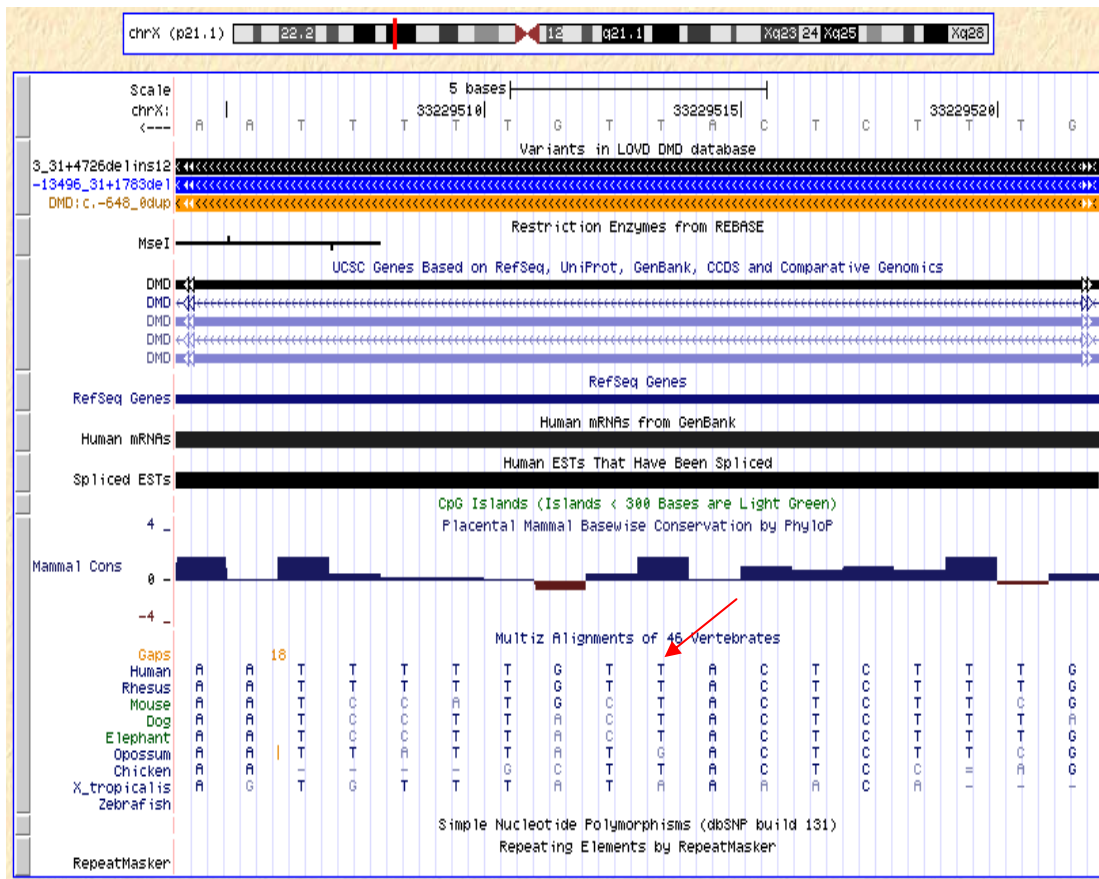 chrX (p21.1) 22.2 12 q21.1 Xq23 24 Xq25 Xq28
Scale 5 bases
chrX: 33229510 33229515 33229520
<--- A A T T T T T G T T A C T C T T T G
Variants in LOVD DMD database
3_31+4726delins12
-13496_31+1783del
DMD:c.-648_0dup
Restriction Enzymes from REBASE
MseI
UCSC Genes Based on RefSeq, UniProt, GenBank, CCDS and Comparative Genomics
DMD
DMD
DMD
DMD
DMD
RefSeq Genes
RefSeq Genes
Human mRNAs from GenBank
Human mRNAs
Human ESTs That Have Been Spliced
Spliced ESTs
CpG Islands (Islands < 300 Bases are Light Green)
Placental Mammal Basewise Conservation by PhyloP
4 _
Mammal Cons
0 -
-4 _
Multiz Alignments of 46 Vertebrates
Gaps 18
Human A A T T T T T G T T A C T C T T T G
Rhesus A A T T T T T G T T A C T C T T T G
Mouse A A T C C A T G C T A C T C T T C G
Dog A A T C C T T A C T A C T C T T T A
Elephant A A T C C T T A C T A C T C T T T G
Opossum A A | T T A T T A T G A C T C T T C G
Chicken A A - - - - G C T T A C T C C = A G
X_tropicalis A G T G T T T A T A A A A C A - - -
Zebrafish
Simple Nucleotide Polymorphisms (dbSNP build 131)
Repeating Elements by RepeatMasker
RepeatMasker